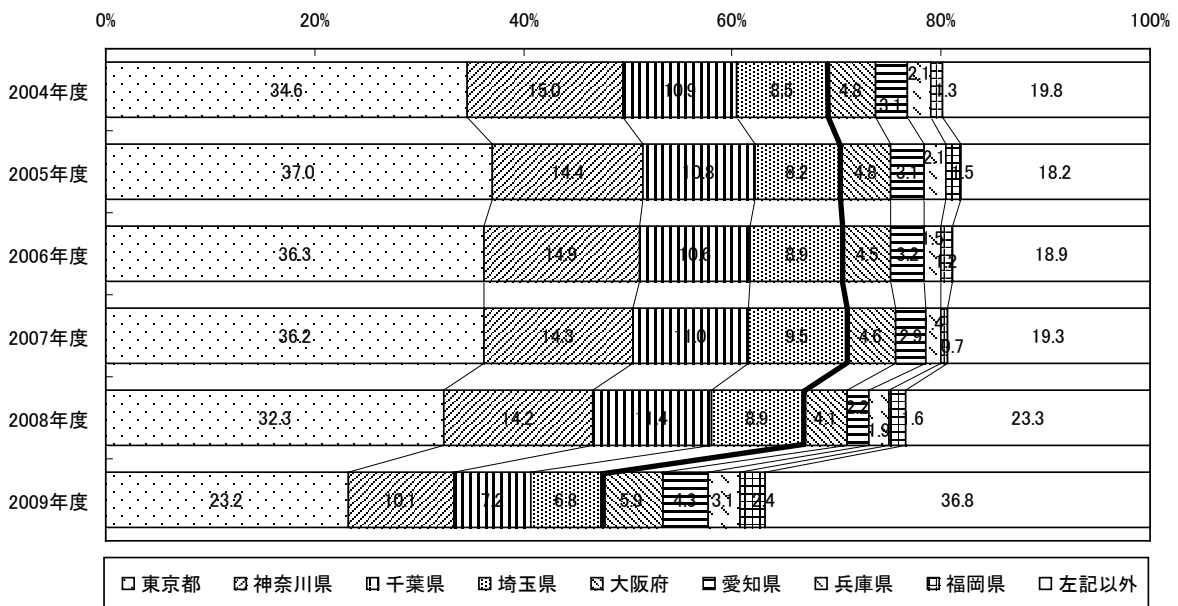 0% 20% 40% 60% 80% 100%
2004年度 34.6 15.0 10.9 8.5 4.8 3.1 2.1 1.3 19.8
2005年度 37.0 14.4 10.8 8.2 4.8 3.1 2.1 1.5 18.2
2006年度 36.3 14.9 10.6 8.9 4.5 3.2 1.5 1.2 18.9
2007年度 36.2 14.3 11.0 9.5 4.6 2.9 0.7 19.3
2008年度 32.3 14.2 11.4 8.9 4.1 2.2 1.9 1.6 23.3
2009年度 23.2 10.1 7.2 6.8 5.9 4.3 3.1 2.4 36.8
東京都 神奈川県 千葉県 埼玉県 大阪府 愛知県 兵庫県 福岡県 左記以外